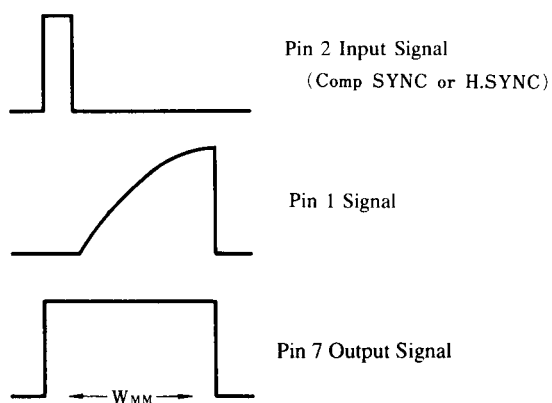 Pin 2 Input Signal
(Comp SYNC or H.SYNC)
Pin 1 Signal
Pin 7 Output Signal
WMM